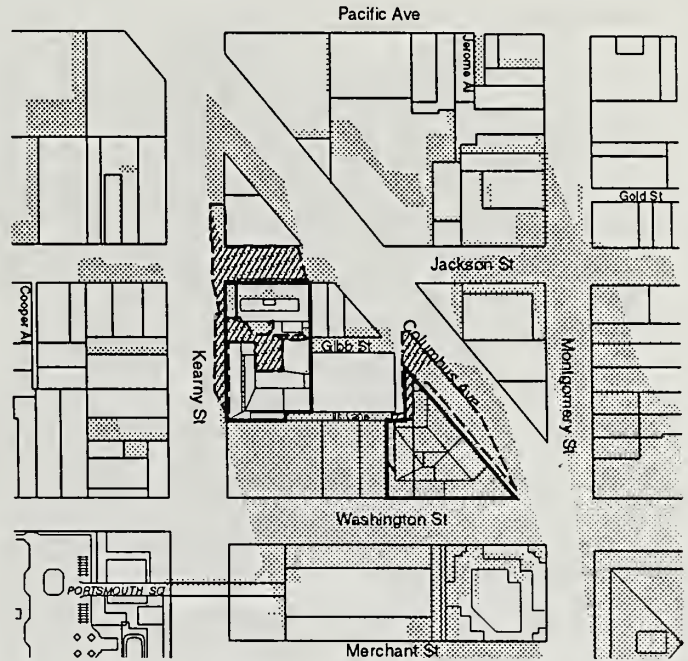 Pacific Ave
Jerome Al
Gold St
Jackson St
Cooper Al
Columbus Ave
Gibb St
Kearny St
Montgomery St
Lane
Washington St
PORTSMOUTH SQ
Merchant St